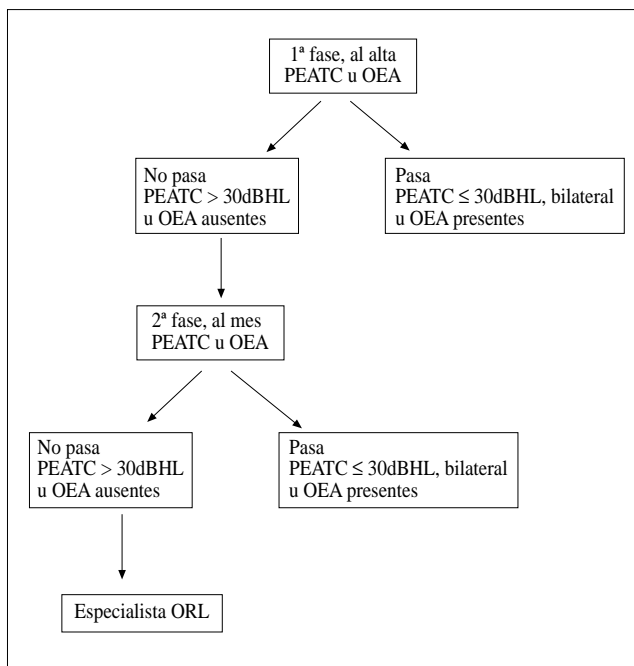 1ª fase, al alta
PEATC u OEA
No pasa
PEATC > 30dBHL
u OEA ausentes
Pasa
PEATC ≤ 30dBHL, bilateral
u OEA presentes
2ª fase, al mes
PEATC u OEA
No pasa
PEATC > 30dBHL
u OEA ausentes
Pasa
PEATC ≤ 30dBHL, bilateral
u OEA presentes
Especialista ORL